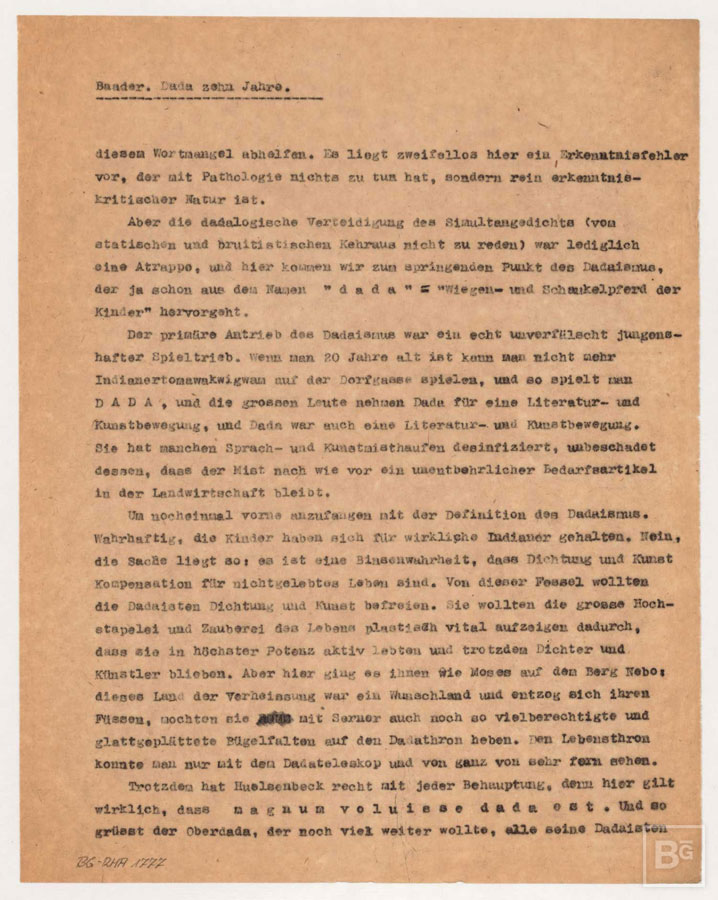 Baader. Dada zehn Jahre.
diesem Wortmangel abhelfen. Es liegt zweifellos hier ein Erkenntnisfehler
vor, der mit Pathologie nichts zu tun hat, sondern rein erkenntnis-
kritischer Natur ist.
Aber die dadalogische Verteidigung des Simultangedichts (vom
statischen und bruitistischen Kehraus nicht zu reden) war lediglich
eine Atrappe, und hier kommen wir zum springenden Punkt des Dadaismus,
der ja schon aus dem Namen " d a d a " = "Wiegen- und Schaukelpferd der
Kinder" hervorgeht.
Der primäre Antrieb des Dadaismus war ein echt unverfälscht jungens-
hafter Spieltrieb. Wenn man 20 Jahre alt ist kann man nicht mehr
Indianertomawakwigwam auf der Dorfgasse spielen, und so spielt man
D A D A , und die grossen Leute nehmen Dada für eine Literatur- und
Kunstbewegung, und Dada war auch eine Literatur- und Kunstbewegung.
Sie hat manchen Sprach- und Kunstmisthaufen desinfiziert, unbeschadet
dessen, dass der Mist nach wie vor ein unentbehrlicher Bedarfsartikel
in der Landwirtschaft bleibt.
Um nocheinmal vorne anzufangen mit der Definition des Dadaismus.
Wahrhaftig, die Kinder haben sich für wirkliche Indianer gehalten. Nein,
die Sache liegt so: es ist eine Binsenwahrheit, dass Dichtung und Kunst
Kompensation für nichtgelebtes Leben sind. Von dieser Fessel wollten
die Dadaisten Dichtung und Kunst befreien. Sie wollten die grosse Hoch-
stapelei und Zauberei des Lebens plastisch vital aufzeigen dadurch,
dass sie in höchster Potenz aktiv lebten und trotzdem Dichter und
Künstler blieben. Aber hier ging es ihnen wie Moses auf dem Berg Nebo:
dieses Land der Verheissung war ein Wunschland und entzog sich ihren
Füssen, mochten sie mit Serner auch noch so vielberechtigte und
glattgeplättete Bügelfalten auf den Dadathron heben. Den Lebensthron
konnte man nur mit dem Dadateleskop und von ganz von sehr fern sehen.
Trotzdem hat Huelsenbeck recht mit jeder Behauptung, denn hier gilt
wirklich, dass m a g n u m v o l u i s s e d a d a e s t . Und so
grüsst der Oberdada, der noch viel weiter wollte, alle seine Dadaisten
BG-RHA 1777
BG